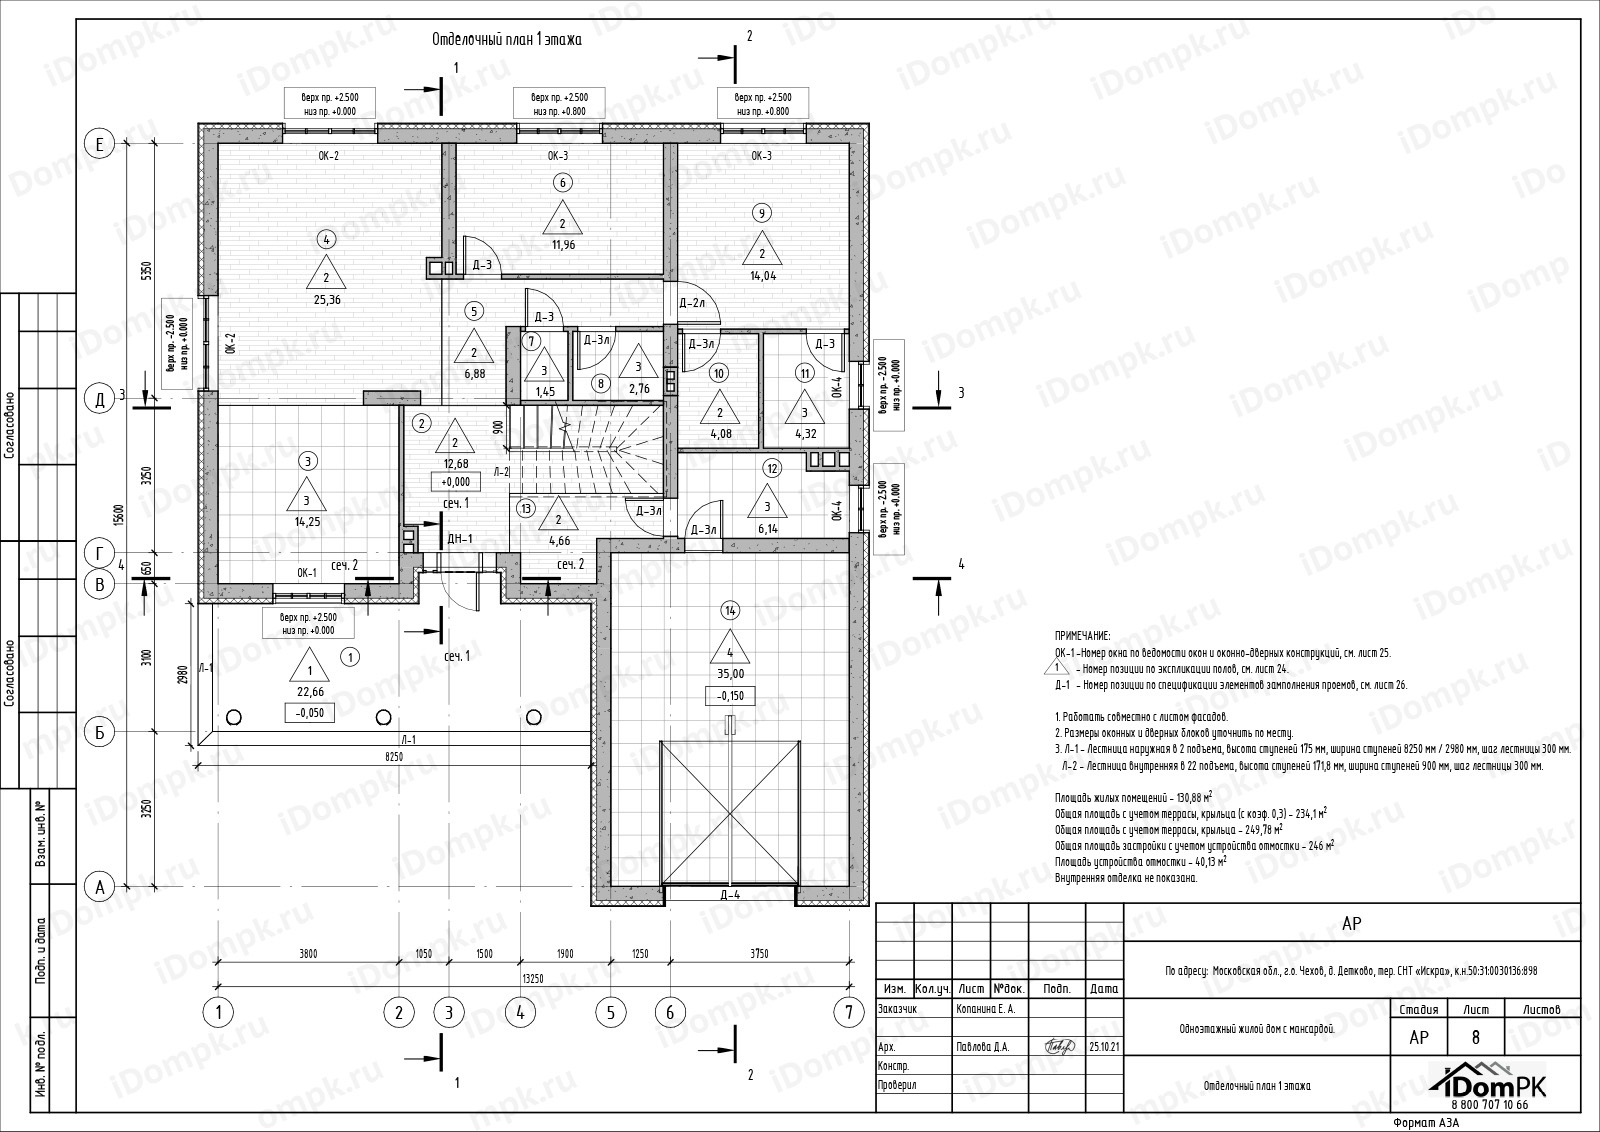 Отделочный план 1 этажа
2
1
верх пр. +2.500
низ пр. +0.000
верх пр. +2.500
низ пр. +0.800
верх пр. +2.500
низ пр. +0.800
Е
ОК-2
ОК-3
ОК-3
6
2
11,96
9
2
14,04
4
2
25,36
Д-3
5350
Д-2л
5
Д-3
верх пр. -2.500
низ пр. +0.000
ОК-2
7
Д-3л
Д-3л
Д-3
2
6,88
3
1,45
8
3
2,76
10
2
4,08
11
3
4,32
ОК-4
верх пр. -2.500
низ пр. +0.000
3
Д
3
2
2
12,68
+0,000
900
Л-2
3
3
14,25
3250
15600
12
3
6,14
ОК-4
верх пр. -2.500
низ пр. +0.000
сеч. 1
13
2
4,66
Д-3л
Д-3л
ДН-1
Г
4
650
В
ОК-1
сеч. 2
сеч. 2
4
верх пр. +2.500
низ пр. +0.000
14
4
35,00
-0,150
сеч. 1
1
1
22,66
-0,050
Л-1
2980
3100
Б
Л-1
8250
3250
А
Д-4
3800
1050
1500
1900
1250
3750
13250
1
2
3
4
5
6
7
1
2
ПРИМЕЧАНИЕ:
ОК-1 -Номер окна по ведомости окон и оконно-дверных конструкций, см. лист 25.
1 - Номер позиции по экспликации полов, см. лист 24.
Д-1 - Номер позиции по спецификации элементов замполнения проемов, см. лист 26.
1. Работать совместно с листом фасадов.
2. Размеры оконных и дверных блоков уточнить по месту.
3. Л-1 - Лестница наружная в 2 подъема, высота ступеней 175 мм, ширина ступеней 8250 мм / 2980 мм, шаг лестницы 300 мм.
Л-2 - Лестница внутренняя в 22 подъема, высота ступеней 171,8 мм, ширина ступеней 900 мм, шаг лестницы 300 мм.
Площадь жилых помещений - 130,88 м²
Общая площадь с учетом террасы, крыльца (с коэф. 0,3) - 234,1 м²
Общая площадь с учетом террасы, крыльца - 249,78 м²
Общая площадь застройки с учетом устройства отмостки - 246 м²
Площадь устройства отмостки - 40,13 м²
Внутренняя отделка не показана.
Согласовано
Согласовано
Взам. инв. №
Подп. и дата
Инв. № подл.
АР
По адресу: Московская обл., г.о. Чехов, д. Детково, тер. СНТ «Искра», к.н.50:31:0030136:898
Изм. Кол.уч. Лист №док. Подп. Дата
Заказчик Копанина Е. А.
Одноэтажный жилой дом с мансардой.
Стадия Лист Листов
АР 8
Арх. Павлова Д.А. 25.10.21
Констр.
Проверил
Отделочный план 1 этажа
iDomPK
8 800 707 10 66
Формат А3А
iDompk.ru